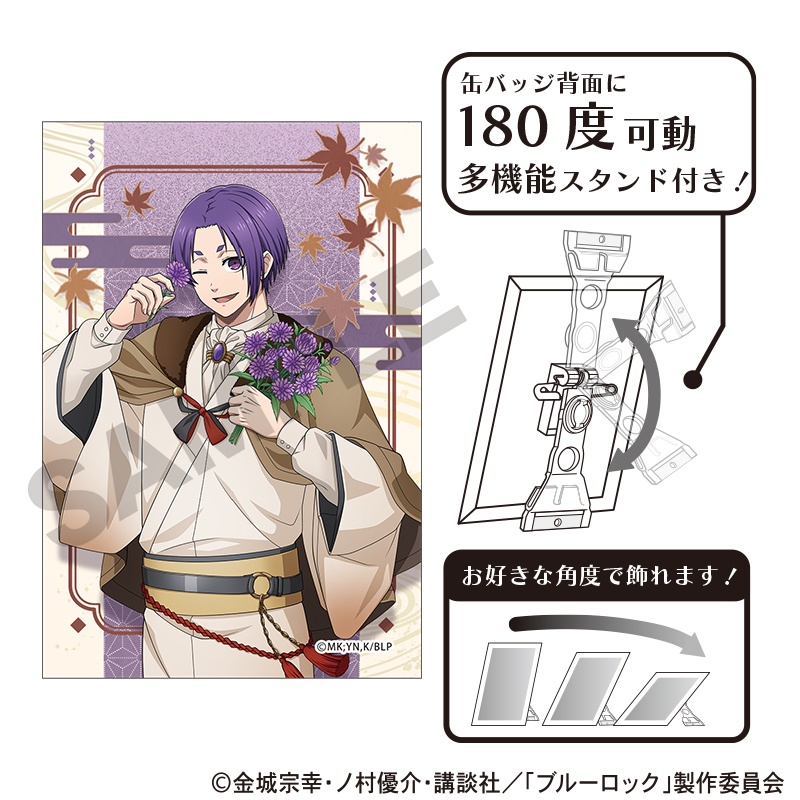 缶バッジ背面に
180度可動
多機能スタンド付き！
SAMPLE
©MK;YN,K/BLP
お好きな角度で飾れます！
©金城宗幸・ノ村優介・講談社／「ブルーロック」製作委員会